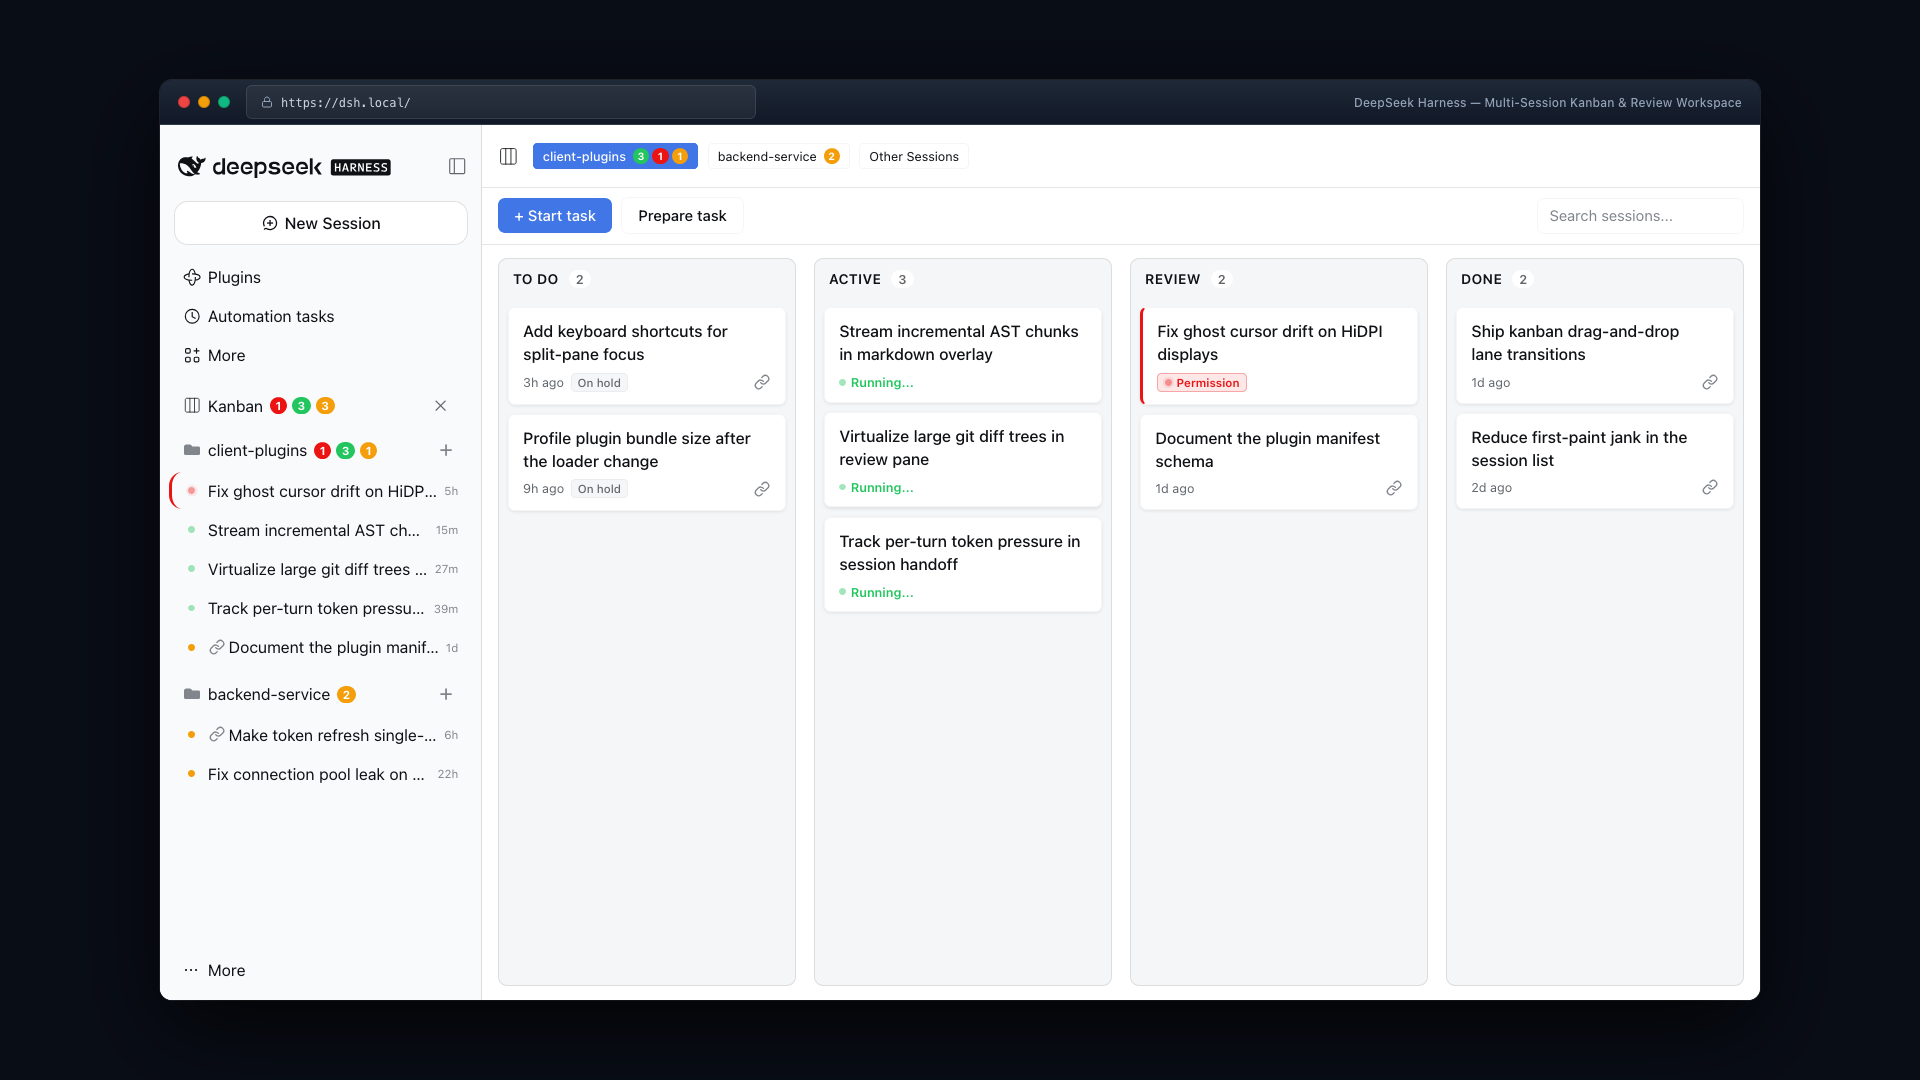 https://dsh.local/
DeepSeek Harness — Multi-Session Kanban & Review Workspace
deepseek HARNESS
New Session
Plugins
Automation tasks
More
Kanban 1 3 3
client-plugins 1 3 1
Fix ghost cursor drift on HiDP... 5h
Stream incremental AST ch... 15m
Virtualize large git diff trees ... 27m
Track per-turn token pressu... 39m
Document the plugin manif... 1d
backend-service 2
Make token refresh single-... 6h
Fix connection pool leak on ... 22h
More
client-plugins 3 1 1
backend-service 2
Other Sessions
+ Start task
Prepare task
Search sessions...
TO DO 2
Add keyboard shortcuts for
split-pane focus
3h ago On hold
Profile plugin bundle size after
the loader change
9h ago On hold
ACTIVE 3
Stream incremental AST chunks
in markdown overlay
Running...
Virtualize large git diff trees in
review pane
Running...
Track per-turn token pressure in
session handoff
Running...
REVIEW 2
Fix ghost cursor drift on HiDPI
displays
Permission
Document the plugin manifest
schema
1d ago
DONE 2
Ship kanban drag-and-drop
lane transitions
1d ago
Reduce first-paint jank in the
session list
2d ago